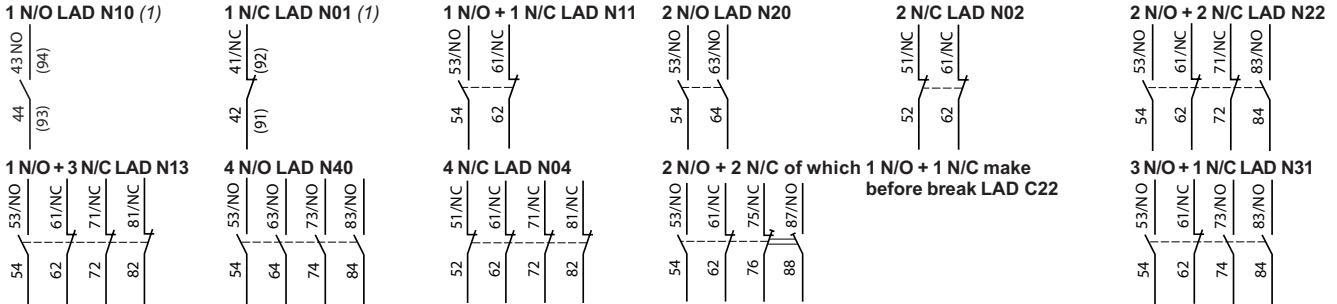 1 N/O LAD N10 (1)
43 NO (94)
44 (93)
1 N/C LAD N01 (1)
41/NC (92)
42 (91)
1 N/O + 1 N/C LAD N11
53/NO 61/NC
54 62
2 N/O LAD N20
53/NO 63/NO
54 64
2 N/C LAD N02
51/NC 61/NC
52 62
2 N/O + 2 N/C LAD N22
53/NO 61/NC 71/NC 83/NO
54 62 72 84
1 N/O + 3 N/C LAD N13
53/NO 61/NC 71/NC 81/NC
54 62 72 82
4 N/O LAD N40
53/NO 63/NO 73/NO 83/NO
54 64 74 84
4 N/C LAD N04
51/NC 61/NC 71/NC 81/NC
52 62 72 82
2 N/O + 2 N/C of which 1 N/O + 1 N/C make
before break LAD C22
53/NO 61/NC 75/NC 87/NO
54 62 76 88
3 N/O + 1 N/C LAD N31
53/NO 61/NC 73/NO 83/NO
54 62 74 84